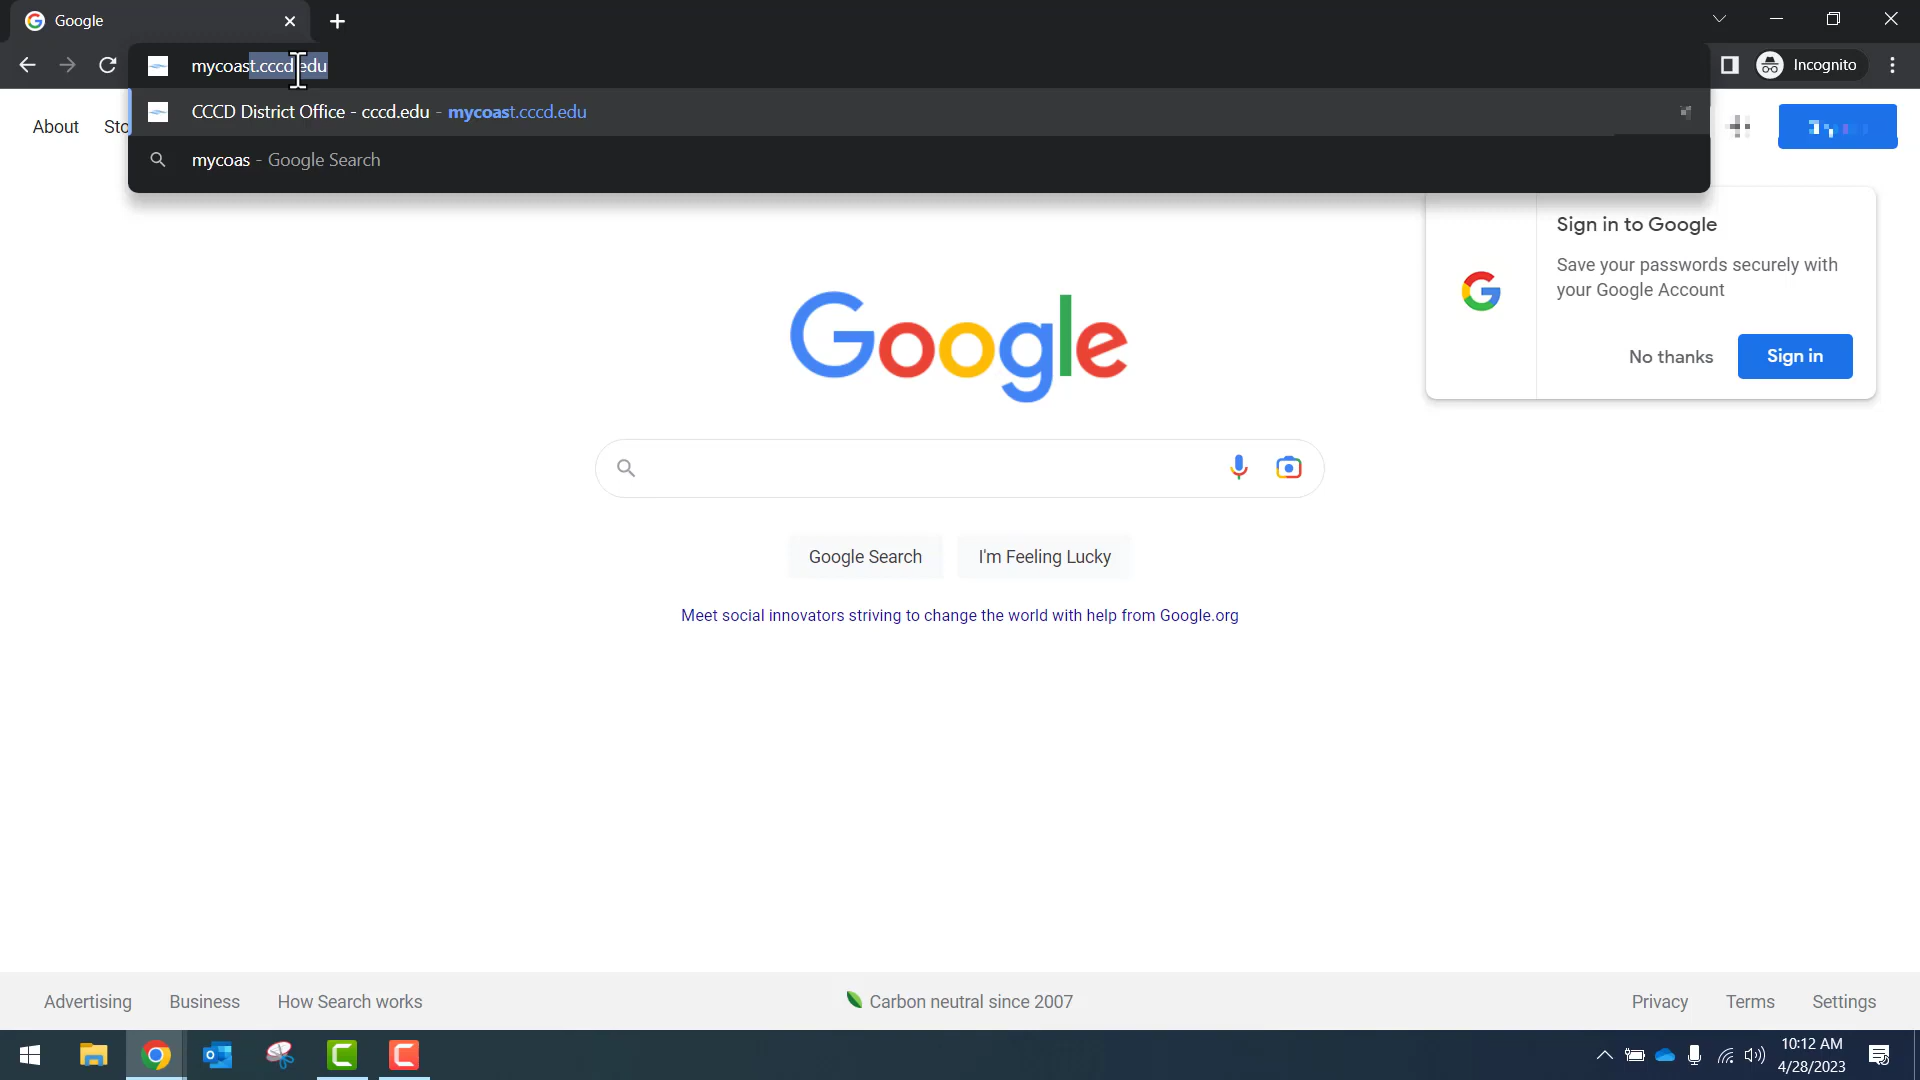 Google
mycoast.cccd.edu
Incognito
CCCD District Office - cccd.edu - mycoast.cccd.edu
mycoas - Google Search
About
Sign in to Google
Save your passwords securely with
your Google Account
No thanks
Sign in
Google
Google Search
I'm Feeling Lucky
Meet social innovators striving to change the world with help from Google.org
Advertising
Business
How Search works
Carbon neutral since 2007
Privacy
Terms
Settings
10:12 AM
4/28/2023